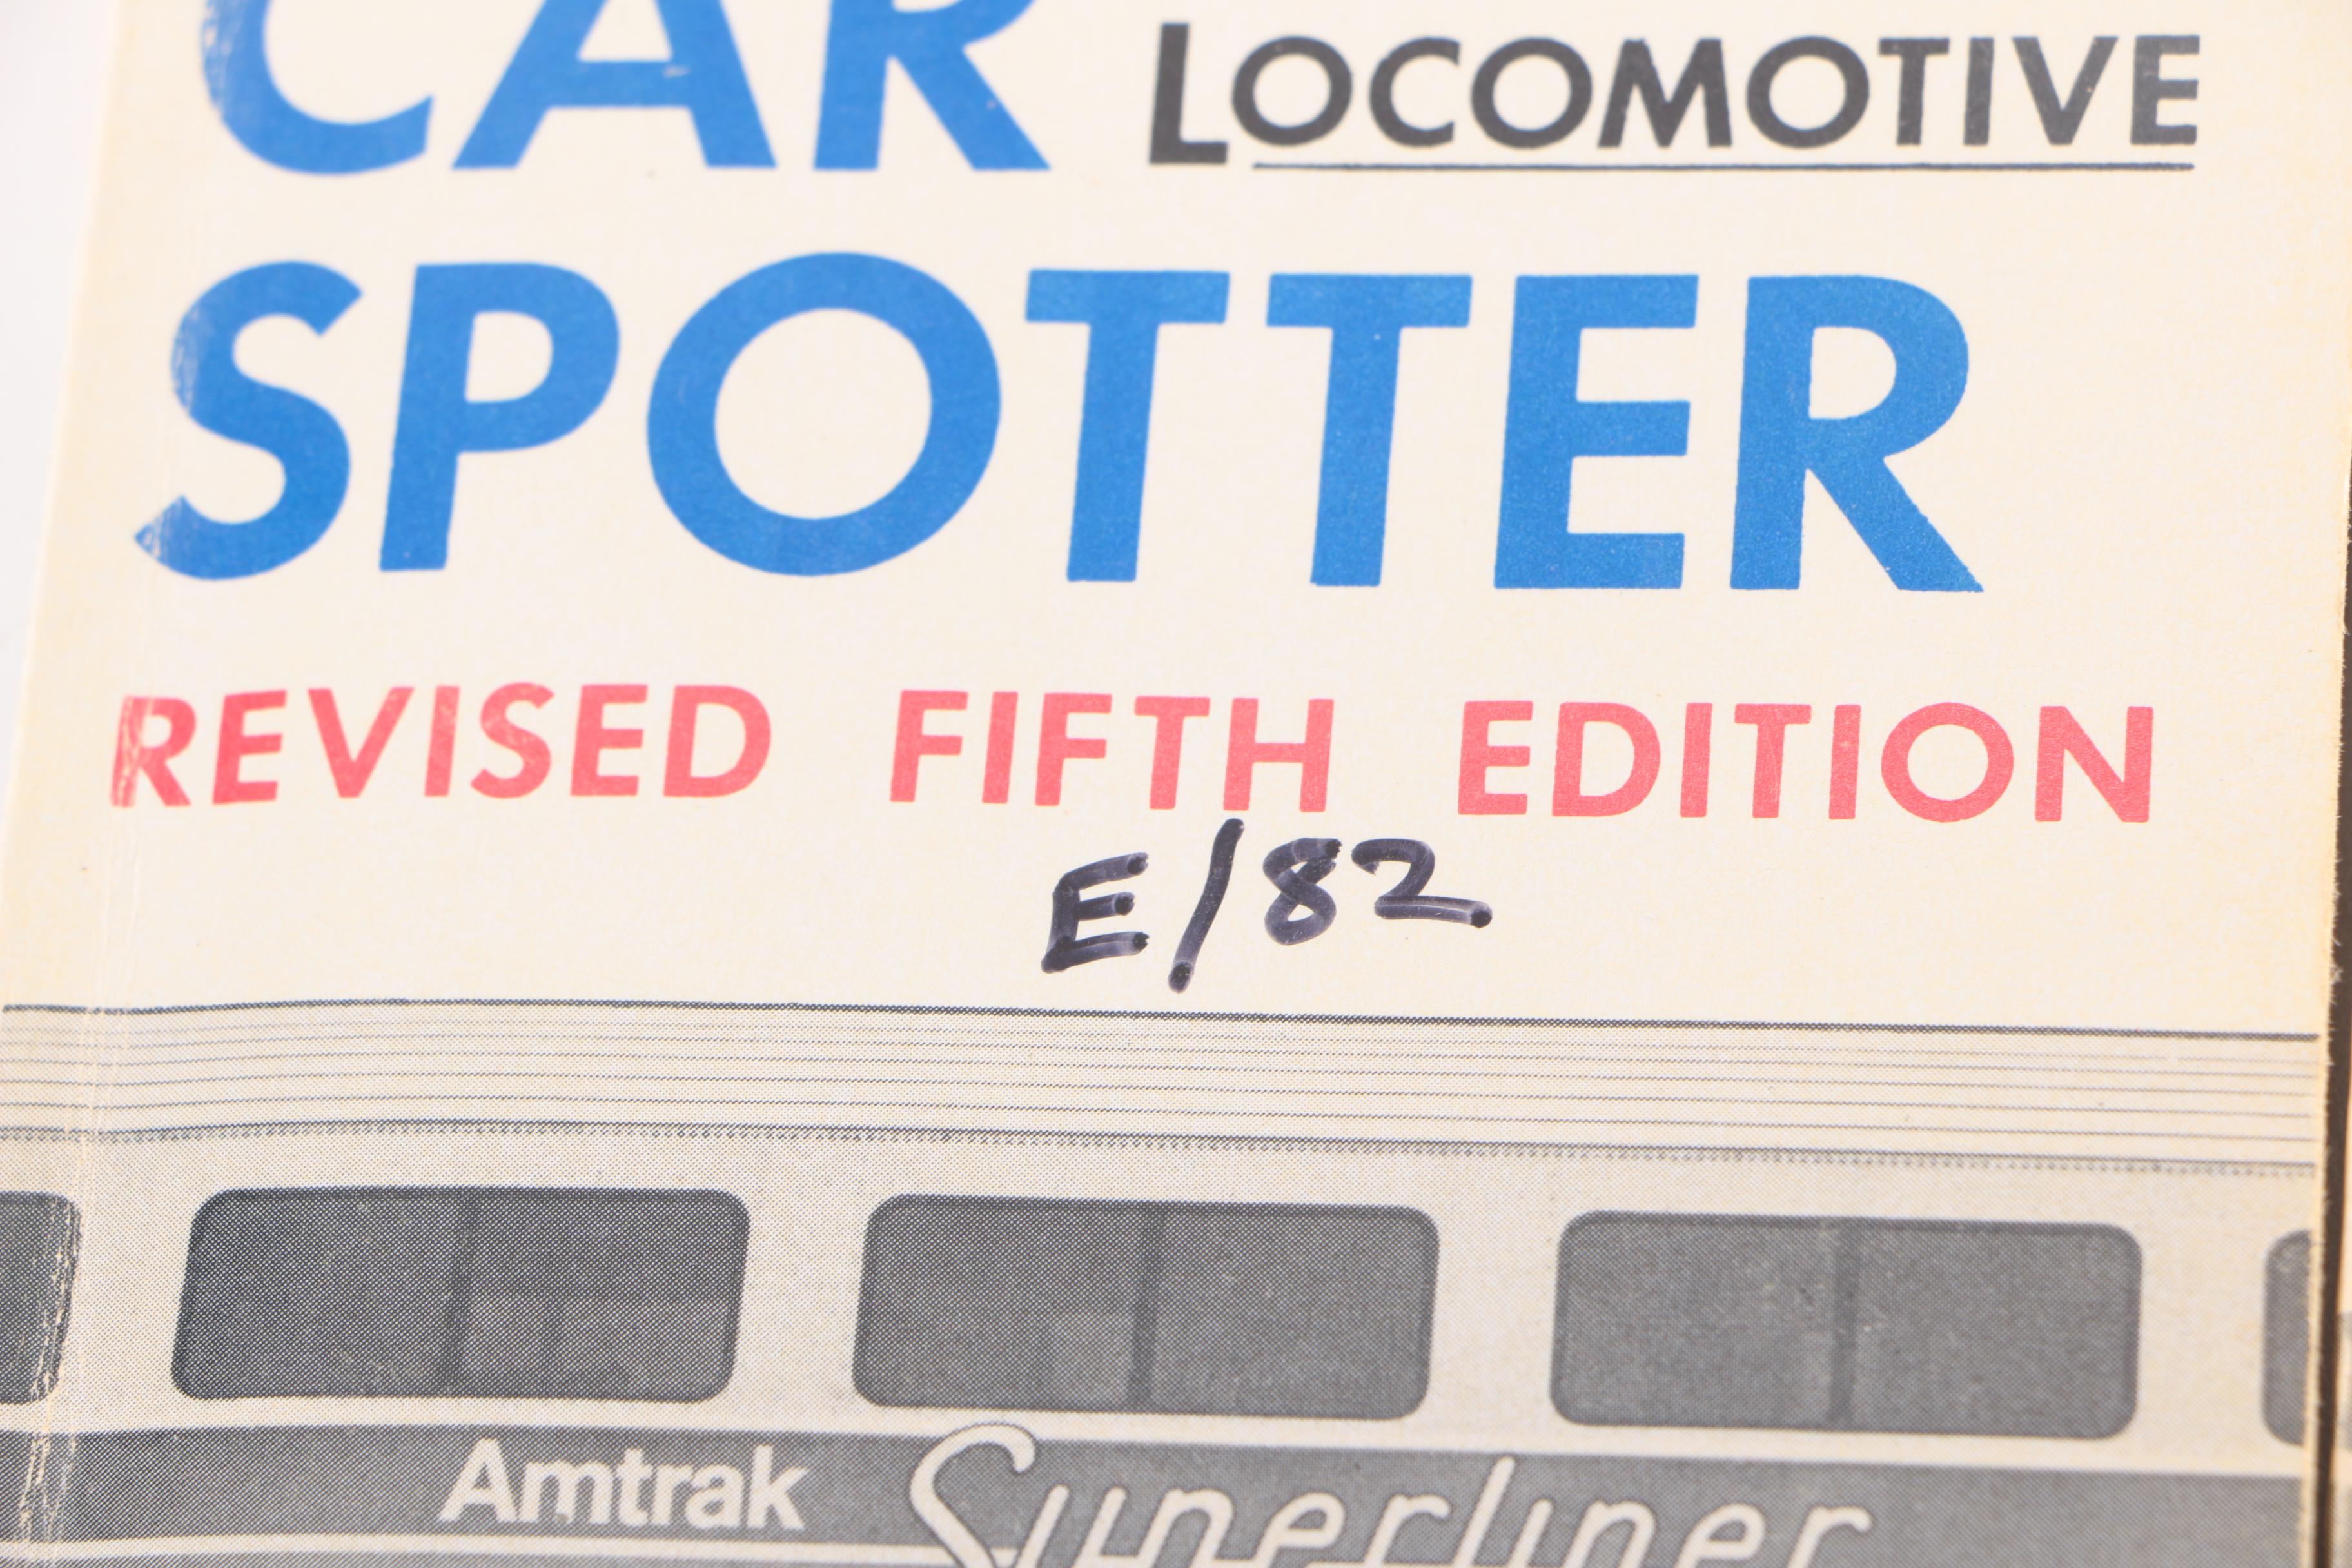 CAR LOCOMOTIVE
SPOTTER
REVISED FIFTH EDITION
E/82
Amtrak Superliner